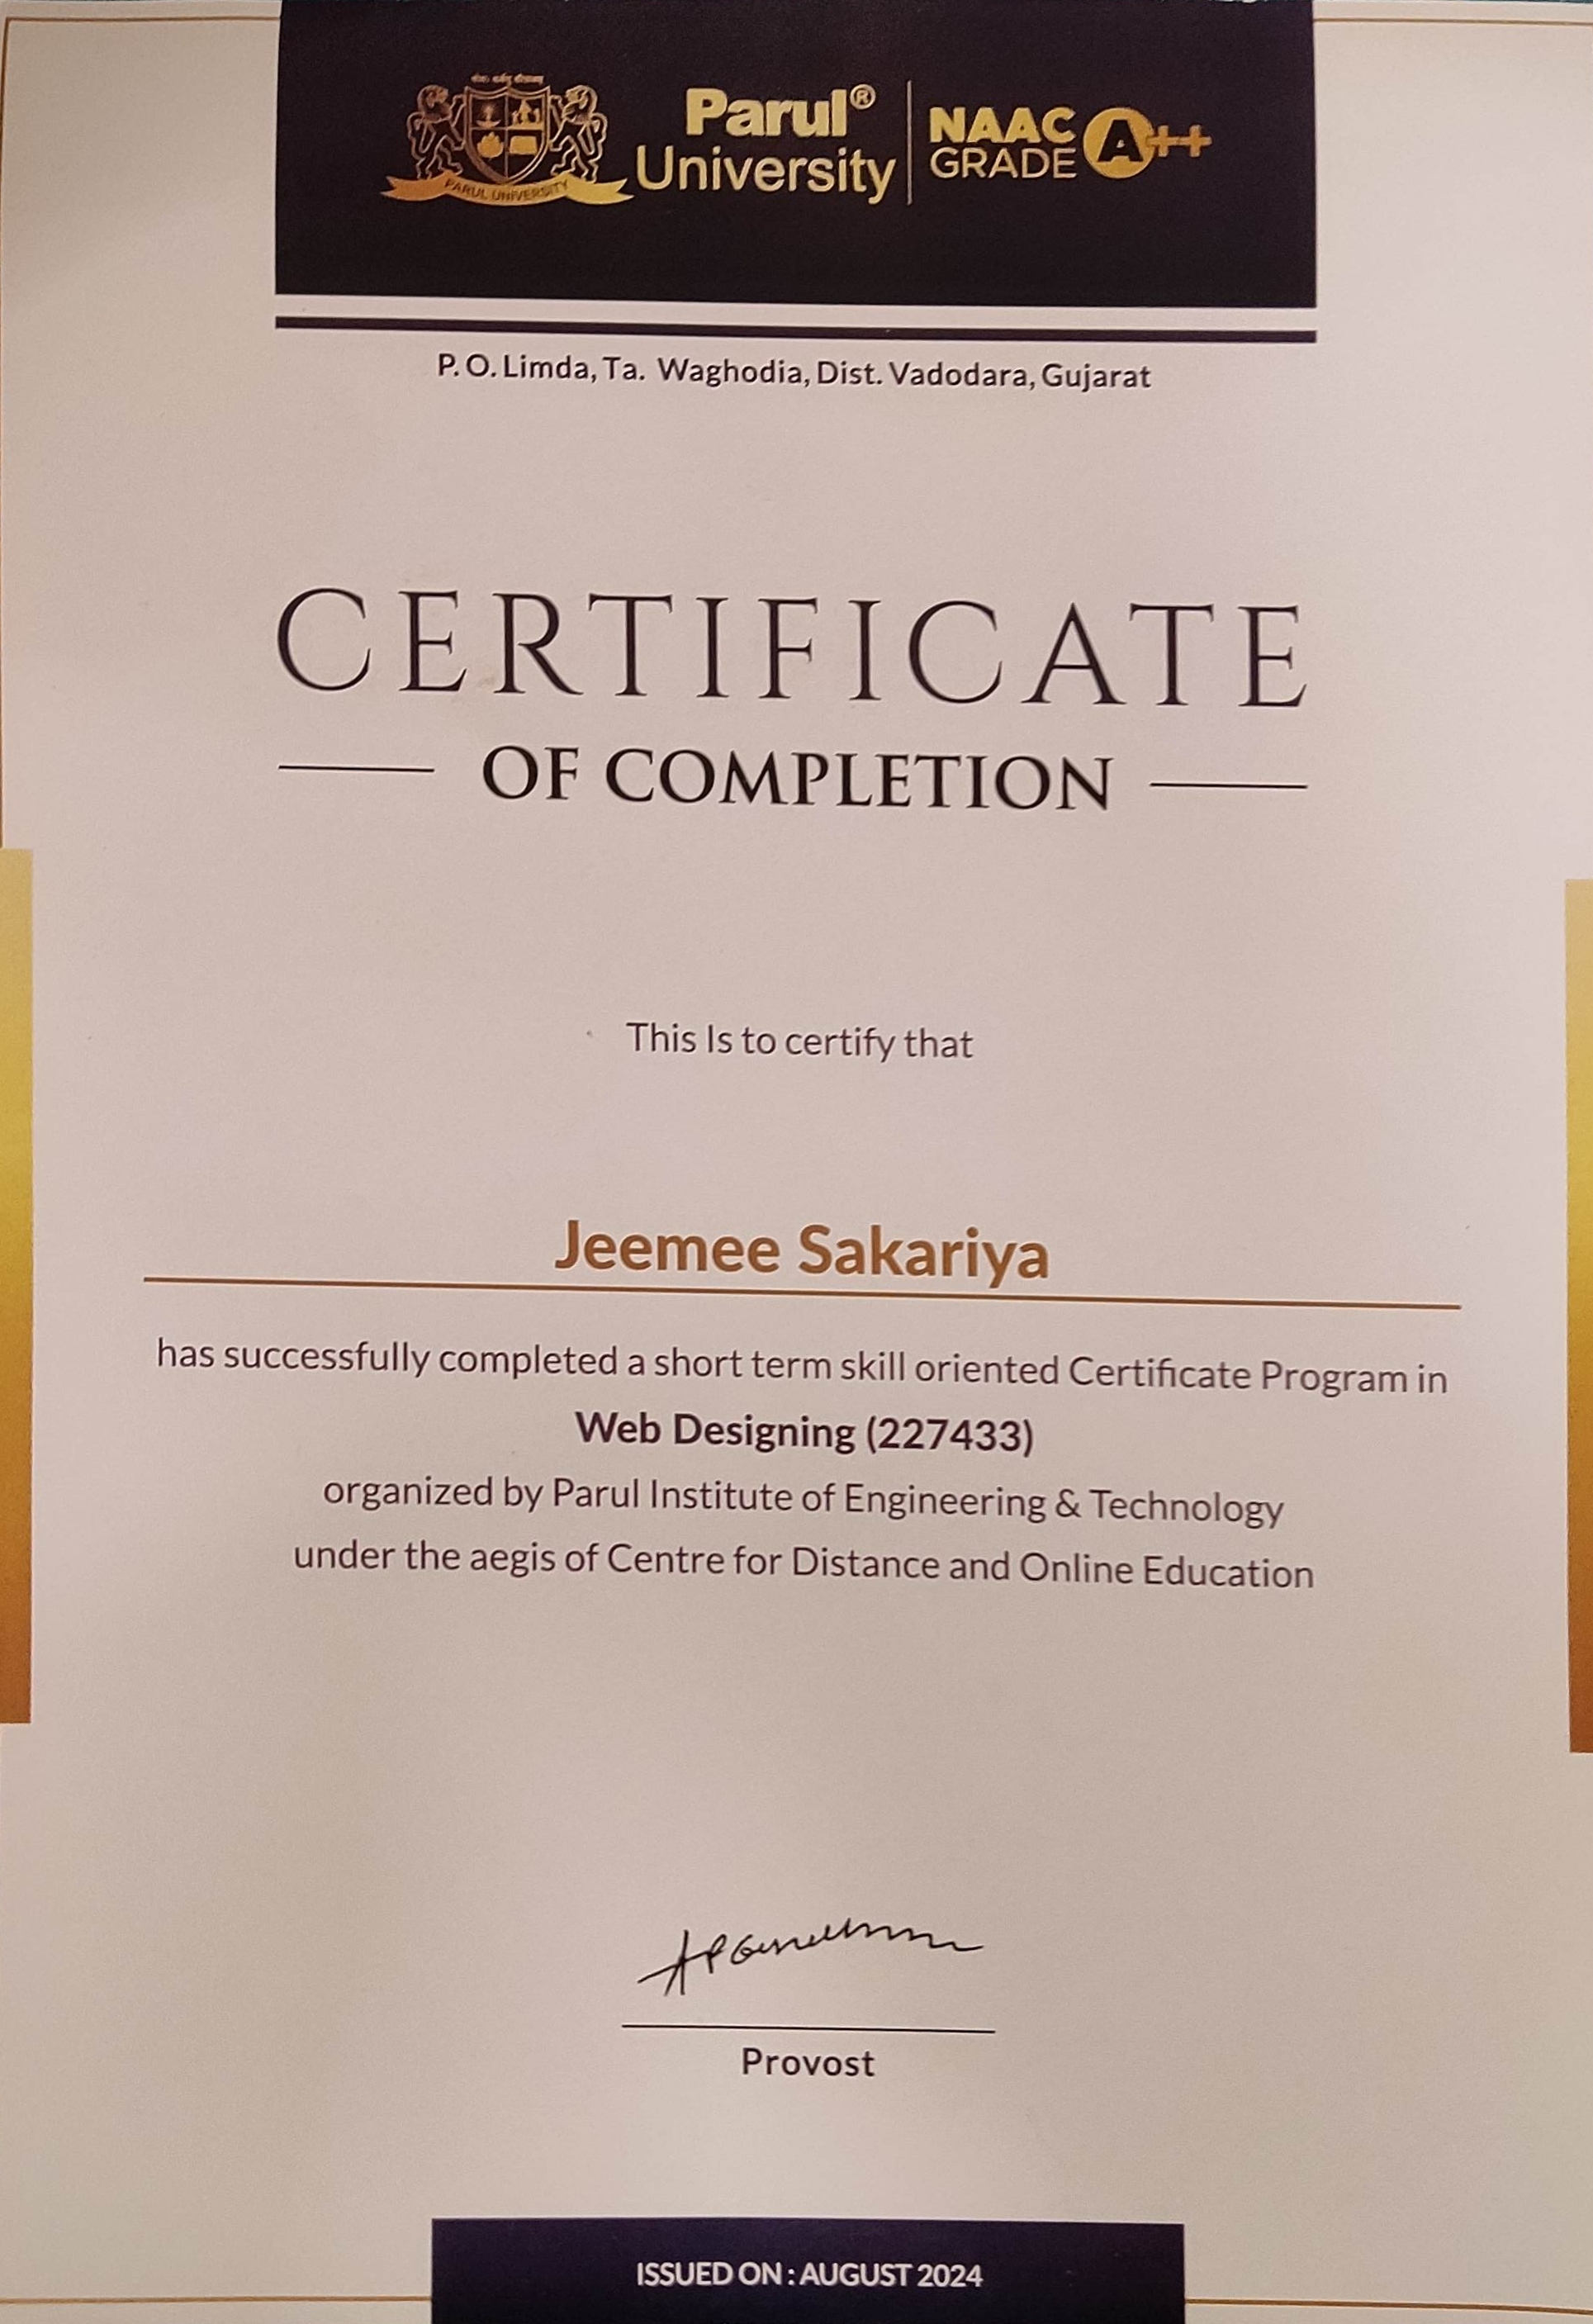 Parul®
University
NAAC
GRADE A++
PARUL UNIVERSITY
P. O. Limda, Ta. Waghodia, Dist. Vadodara, Gujarat
CERTIFICATE
OF COMPLETION
This Is to certify that
Jeemee Sakariya
has successfully completed a short term skill oriented Certificate Program in
Web Designing (227433)
organized by Parul Institute of Engineering & Technology
under the aegis of Centre for Distance and Online Education
Provost
ISSUED ON : AUGUST 2024